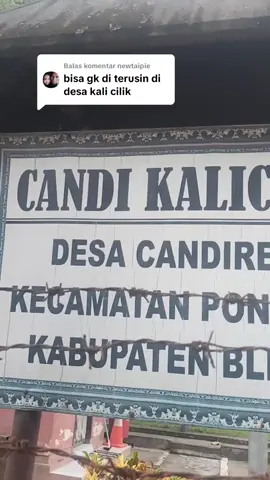 Balas komentar newtaipie
bisa gk di terusin di
desa kali cilik
CANDI KALIC
DESA CANDIRE
KECAMATAN PON
KABUPATEN BLI